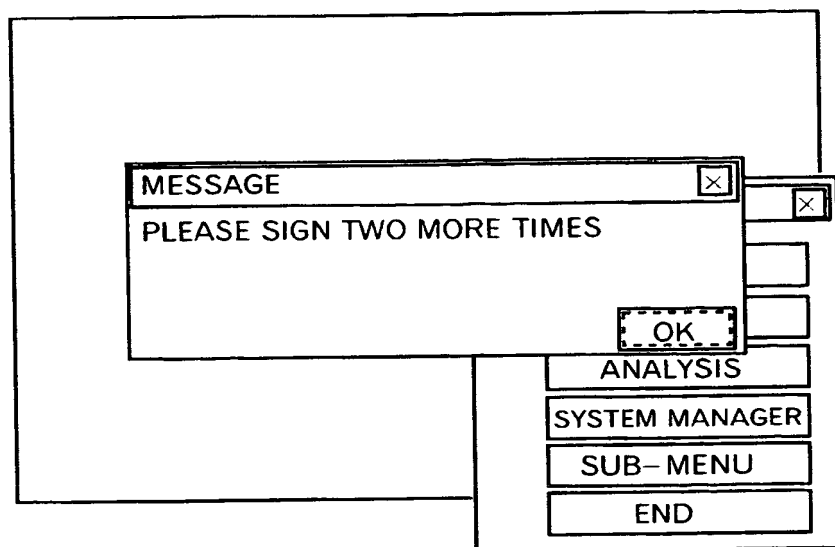 MESSAGE
PLEASE SIGN TWO MORE TIMES
OK
ANALYSIS
SYSTEM MANAGER
SUB-MENU
END